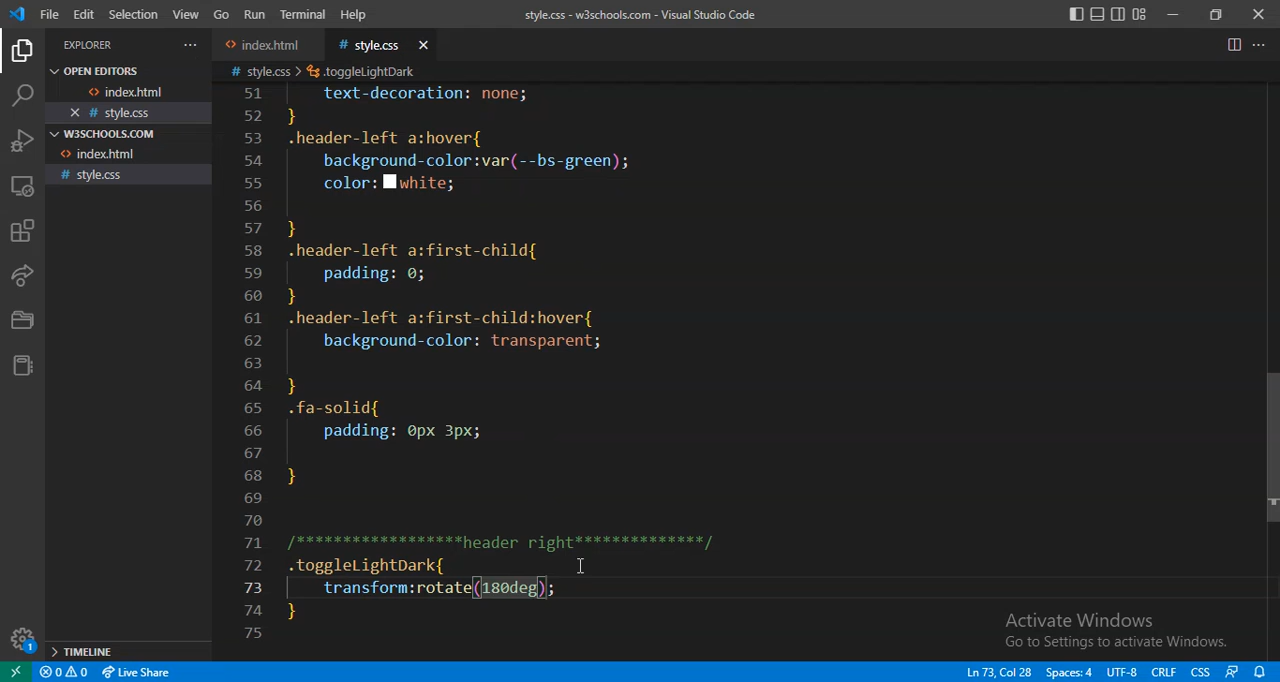 File Edit Selection View Go Run Terminal Help style.css - w3schools.com - Visual Studio Code
EXPLORER
OPEN EDITORS
index.html
style.css
W3SCHOOLS.COM
index.html
style.css
TIMELINE
index.html style.css
style.css > .toggleLightDark
51 text-decoration: none;
52 }
53 .header-left a:hover{
54 background-color:var(--bs-green);
55 color: white;
56
57 }
58 .header-left a:first-child{
59 padding: 0;
60 }
61 .header-left a:first-child:hover{
62 background-color: transparent;
63
64 }
65 .fa-solid{
66 padding: 0px 3px;
67
68 }
69
70
71 /******************header right**************/
72 .toggleLightDark{
73 transform:rotate(180deg);
74 }
75
Activate Windows
Go to Settings to activate Windows.
1
0 0 Live Share Ln 73, Col 28 Spaces: 4 UTF-8 CRLF CSS